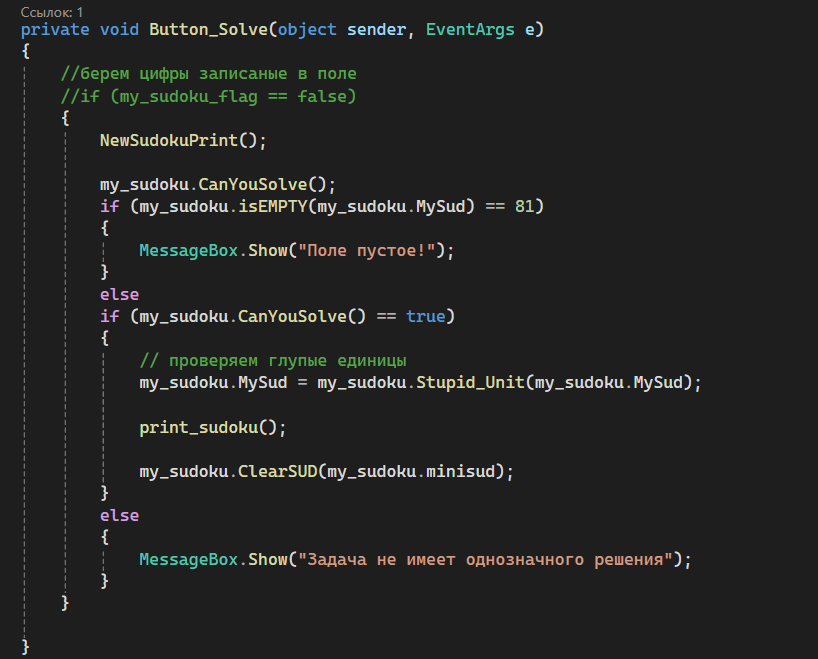 Ссылок: 1
private void Button_Solve(object sender, EventArgs e)
{
//берем цифры записаные в поле
//if (my_sudoku_flag == false)
{
NewSudokuPrint();
my_sudoku.CanYouSolve();
if (my_sudoku.isEMPTY(my_sudoku.MySud) == 81)
{
MessageBox.Show("Поле пустое!");
}
else
if (my_sudoku.CanYouSolve() == true)
{
// проверяем глупые единицы
my_sudoku.MySud = my_sudoku.Stupid_Unit(my_sudoku.MySud);
print_sudoku();
my_sudoku.ClearSUD(my_sudoku.minisud);
}
else
{
MessageBox.Show("Задача не имеет однозначного решения");
}
}
}